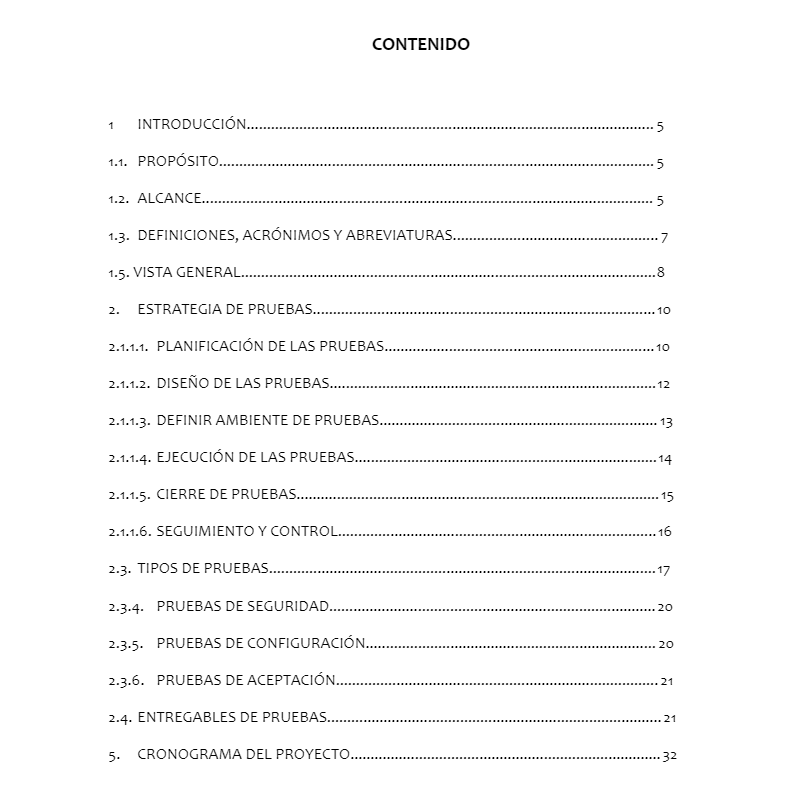 CONTENIDO
1 INTRODUCCIÓN........................................................................................................ 5
1.1. PROPÓSITO............................................................................................................... 5
1.2. ALCANCE................................................................................................................... 5
1.3. DEFINICIONES, ACRÓNIMOS Y ABREVIATURAS.................................................... 7
1.5. VISTA GENERAL.........................................................................................................8
2. ESTRATEGIA DE PRUEBAS.......................................................................................10
2.1.1.1. PLANIFICACIÓN DE LAS PRUEBAS....................................................................10
2.1.1.2. DISEÑO DE LAS PRUEBAS...................................................................................12
2.1.1.3. DEFINIR AMBIENTE DE PRUEBAS...................................................................... 13
2.1.1.4. EJECUCIÓN DE LAS PRUEBAS............................................................................14
2.1.1.5. CIERRE DE PRUEBAS............................................................................................ 15
2.1.1.6. SEGUIMIENTO Y CONTROL.................................................................................16
2.3. TIPOS DE PRUEBAS..................................................................................................17
2.3.4. PRUEBAS DE SEGURIDAD...................................................................................20
2.3.5. PRUEBAS DE CONFIGURACIÓN......................................................................... 20
2.3.6. PRUEBAS DE ACEPTACIÓN................................................................................. 21
2.4. ENTREGABLES DE PRUEBAS.................................................................................... 21
5. CRONOGRAMA DEL PROYECTO.............................................................................. 32